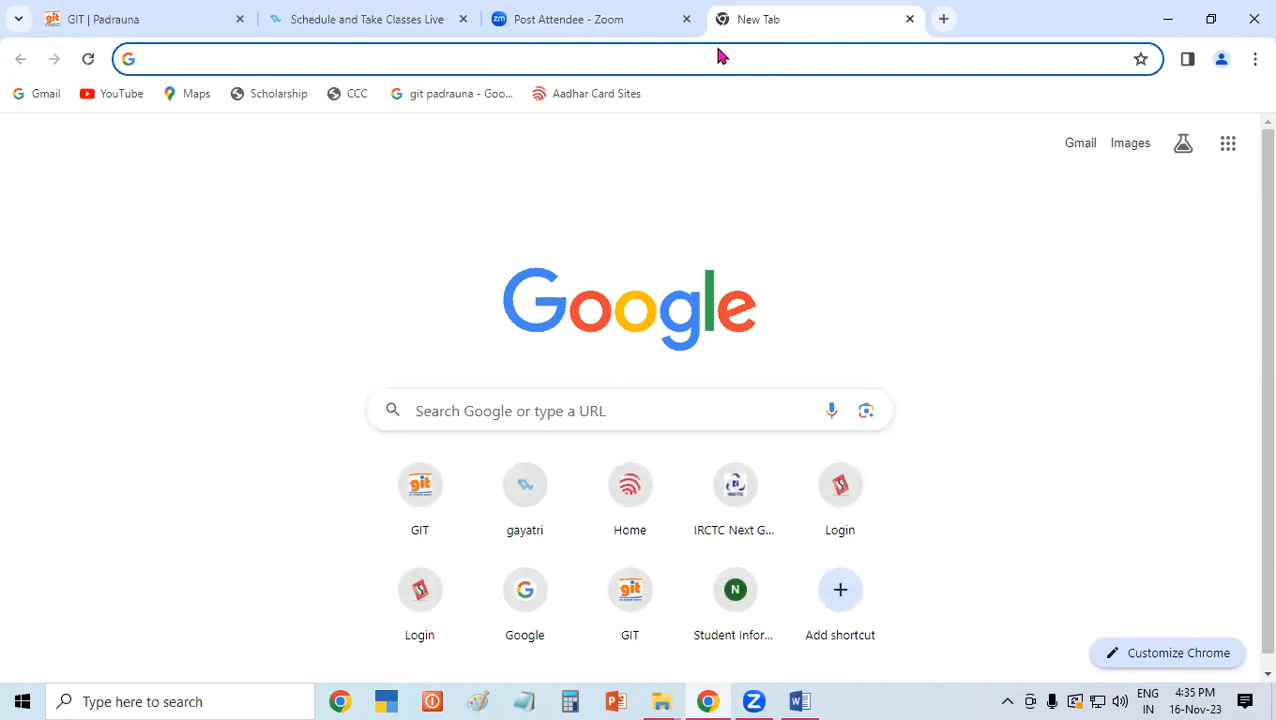 GIT | Padrauna
Schedule and Take Classes Live
zm Post Attendee - Zoom
New Tab
Gmail
YouTube
Maps
Scholarship
CCC
git padrauna - Goo...
Aadhar Card Sites
Gmail Images
Google
Search Google or type a URL
GIT
gayatri
Home
IRCTC Next G...
Login
Login
Google
GIT
N
Student Infor...
Add shortcut
Customize Chrome
Type here to search
ENG
IN
4:25 PM
16-Nov-23